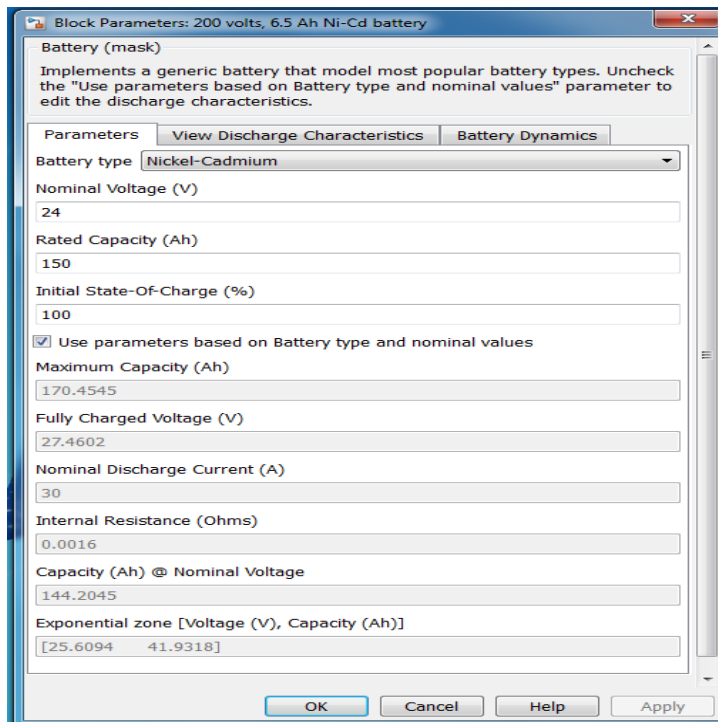 Block Parameters: 200 volts, 6.5 Ah Ni-Cd battery
Battery (mask)
Implements a generic battery that model most popular battery types. Uncheck
the "Use parameters based on Battery type and nominal values" parameter to
edit the discharge characteristics.
Parameters View Discharge Characteristics Battery Dynamics
Battery type Nickel-Cadmium
Nominal Voltage (V)
24
Rated Capacity (Ah)
150
Initial State-Of-Charge (%)
100
Use parameters based on Battery type and nominal values
Maximum Capacity (Ah)
170.4545
Fully Charged Voltage (V)
27.4602
Nominal Discharge Current (A)
30
Internal Resistance (Ohms)
0.0016
Capacity (Ah) @ Nominal Voltage
144.2045
Exponential zone [Voltage (V), Capacity (Ah)]
[25.6094 41.9318]
OK Cancel Help Apply